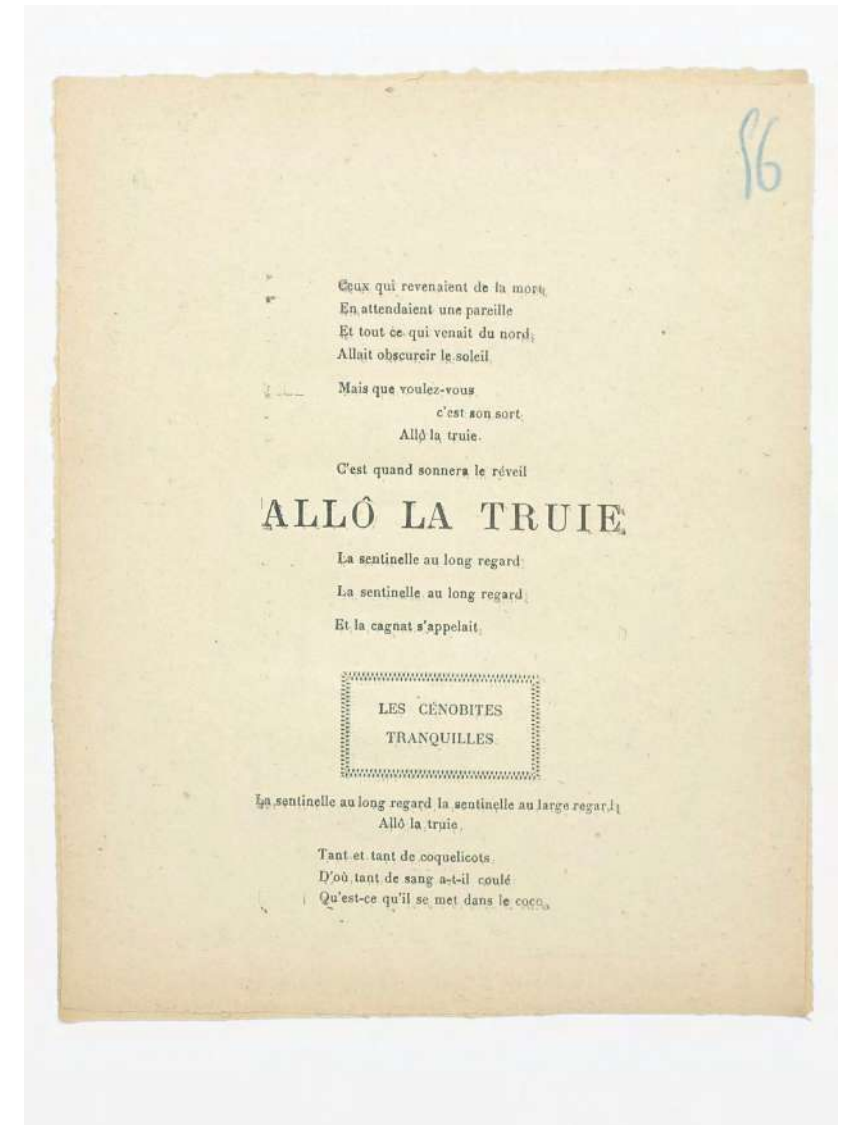 56
Ceux qui revenaient de la mort
En attendaient une pareille
Et tout ce qui venait du nord
Allait obscurcir le soleil
Mais que voulez-vous
c'est son sort
Allô la truie
C'est quand sonnera le réveil
ALLÔ LA TRUIE
La sentinelle au long regard
La sentinelle au long regard
Et la cagnat s'appelait
LES CÉNOBITES
TRANQUILLES
La sentinelle au long regard la sentinelle au large regard
Allô la truie
Tant et tant de coquelicots
D'où tant de sang a-t-il coulé
Qu'est-ce qu'il se met dans le coco